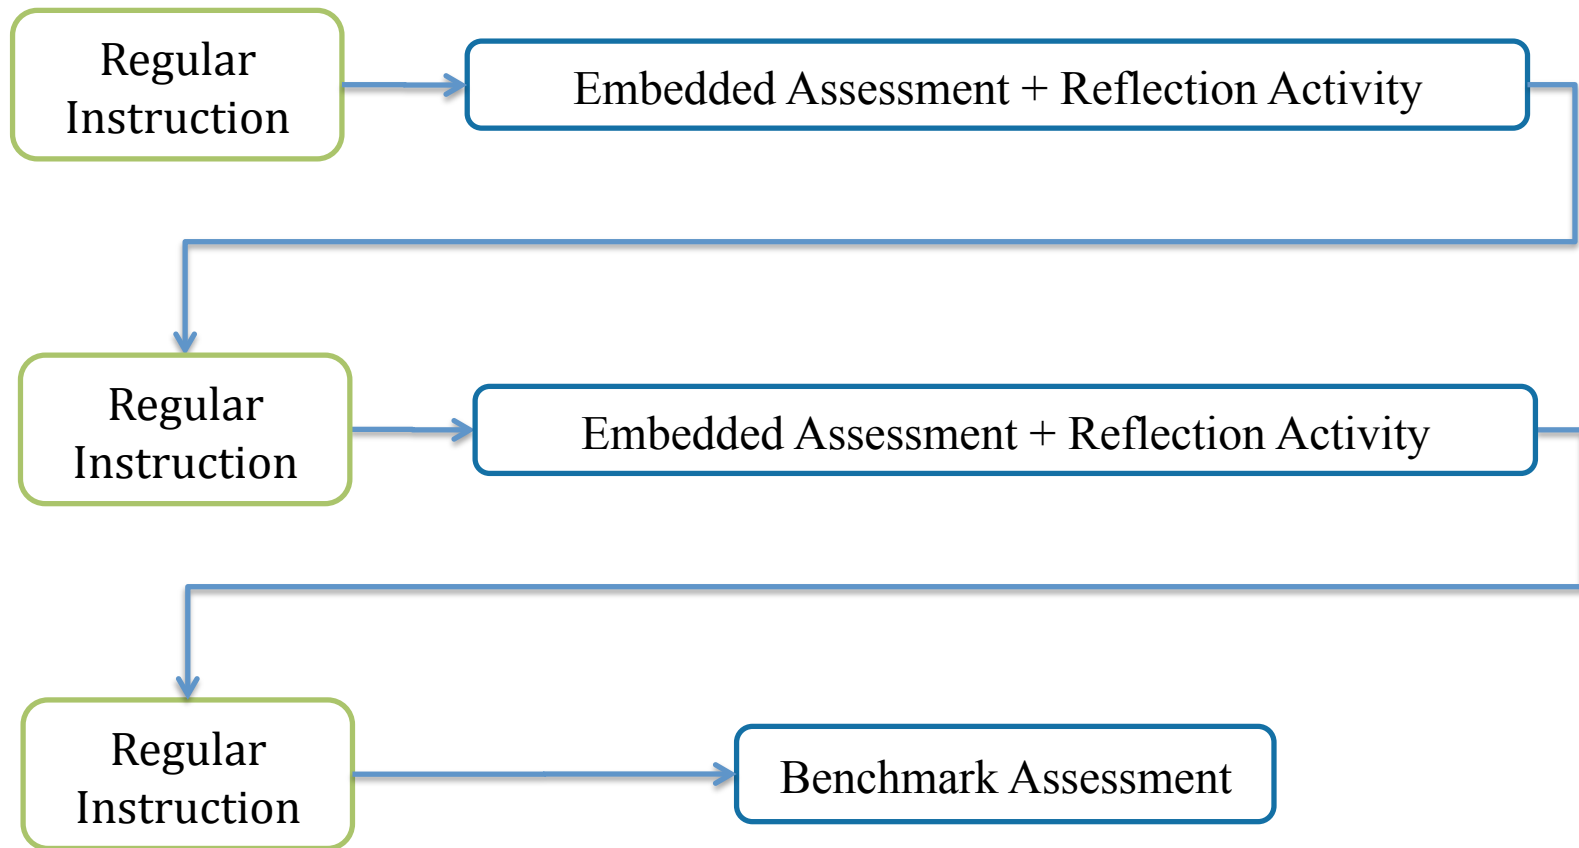 Regular
Instruction
Embedded Assessment + Reflection Activity
Regular
Instruction
Embedded Assessment + Reflection Activity
Regular
Instruction
Benchmark Assessment